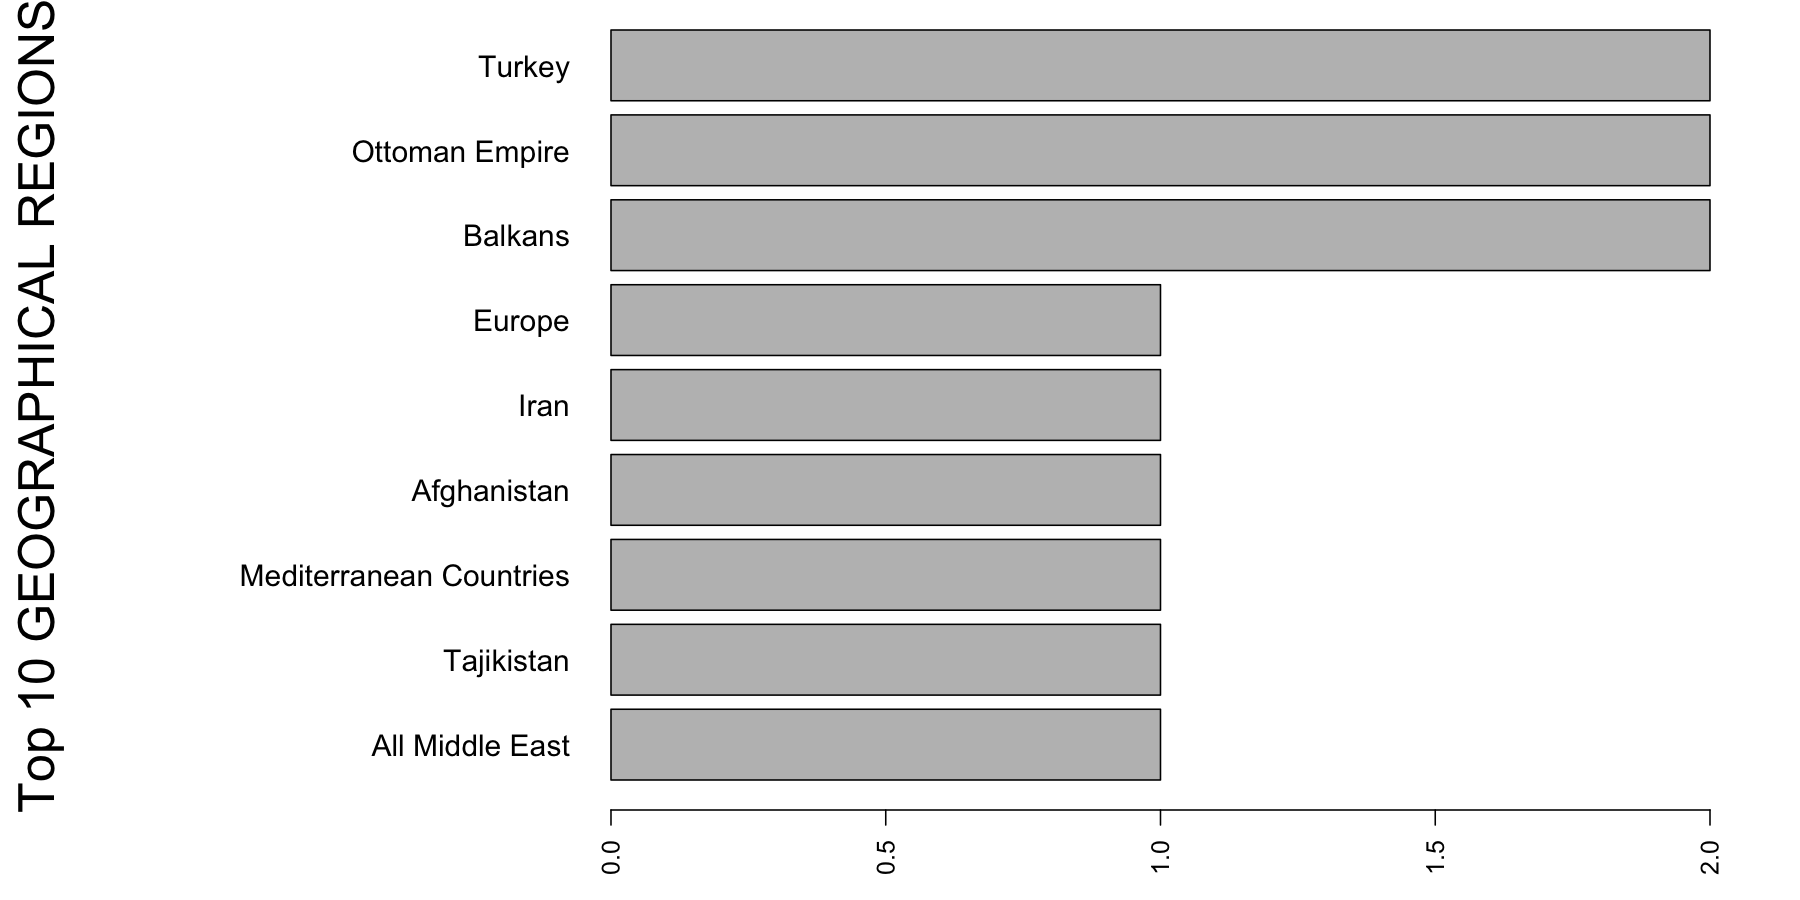 Top 10 GEOGRAPHICAL REGIONS
Turkey
Ottoman Empire
Balkans
Europe
Iran
Afghanistan
Mediterranean Countries
Tajikistan
All Middle East
0.0
0.5
1.0
1.5
2.0